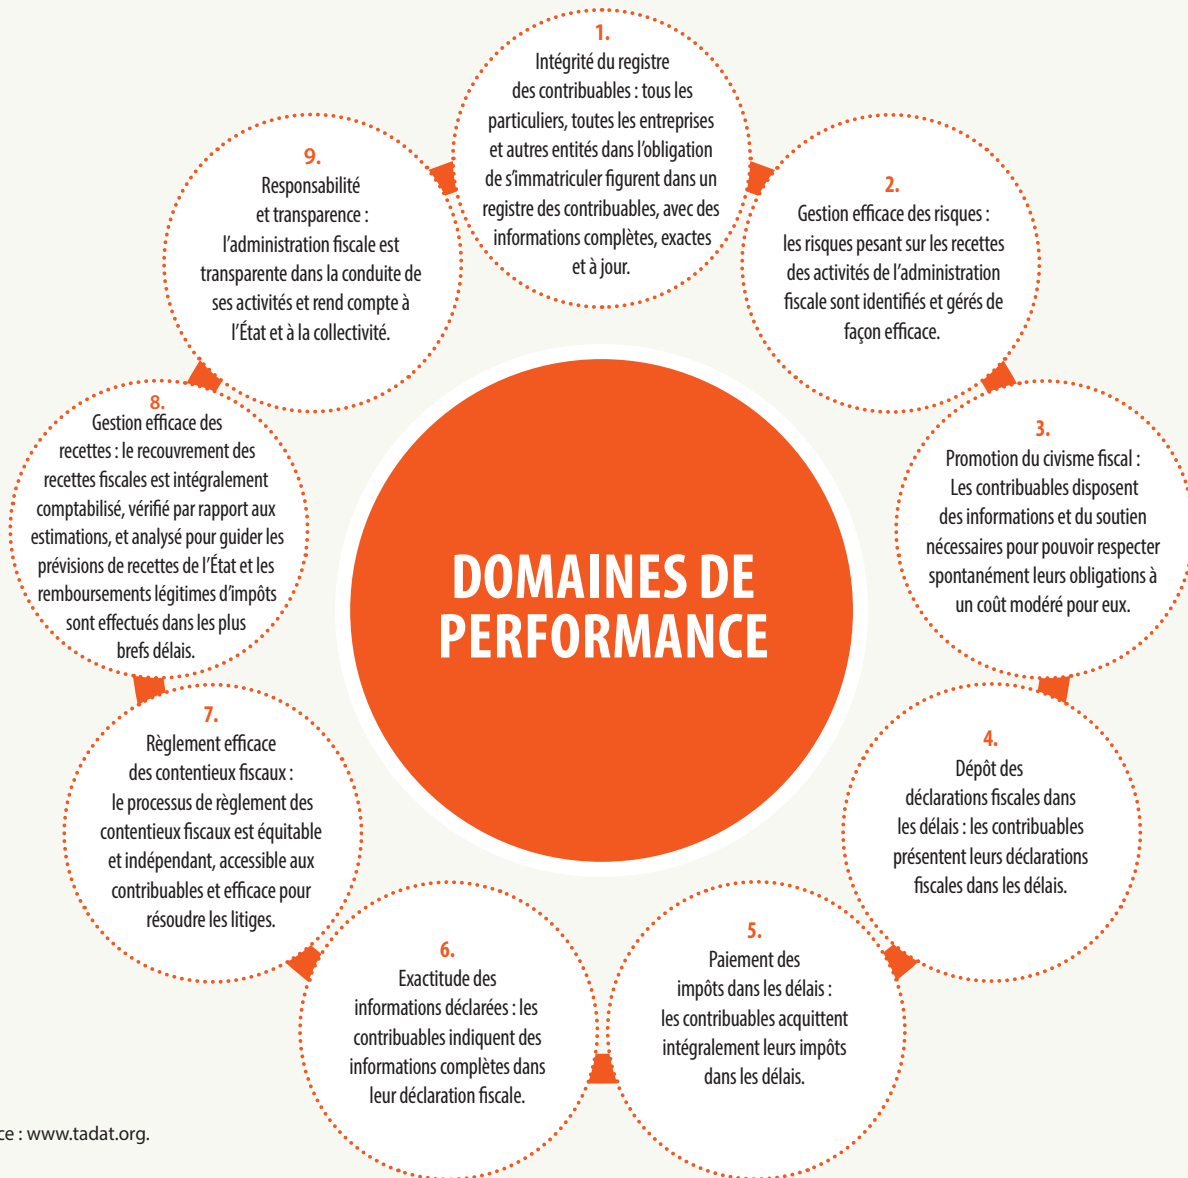 1.
Intégrité du registre
des contribuables : tous les
particuliers, toutes les entreprises
et autres entités dans l’obligation
de s’immatriculer figurent dans un
registre des contribuables, avec des
informations complètes, exactes
et à jour.
2.
Gestion efficace des risques :
les risques pesant sur les recettes
des activités de l’administration
fiscale sont identifiés et gérés de
façon efficace.
3.
Promotion du civisme fiscal :
Les contribuables disposent
des informations et du soutien
nécessaires pour pouvoir respecter
spontanément leurs obligations à
un coût modéré pour eux.
4.
Dépôt des
déclarations fiscales dans
les délais : les contribuables
présentent leurs déclarations
fiscales dans les délais.
5.
Paiement des
impôts dans les délais :
les contribuables acquittent
intégralement leurs impôts
dans les délais.
6.
Exactitude des
informations déclarées : les
contribuables indiquent des
informations complètes dans
leur déclaration fiscale.
7.
Règlement efficace
des contentieux fiscaux :
le processus de règlement des
contentieux fiscaux est équitable
et indépendant, accessible aux
contribuables et efficace pour
résoudre les litiges.
8.
Gestion efficace des
recettes : le recouvrement des
recettes fiscales est intégralement
comptabilisé, vérifié par rapport aux
estimations, et analysé pour guider les
prévisions de recettes de l’État et les
remboursements légitimes d’impôts
sont effectués dans les plus
brefs délais.
9.
Responsabilité
et transparence :
l’administration fiscale est
transparente dans la conduite de
ses activités et rend compte à
l’État et à la collectivité.
DOMAINES DE
PERFORMANCE
ce : www.tadat.org.